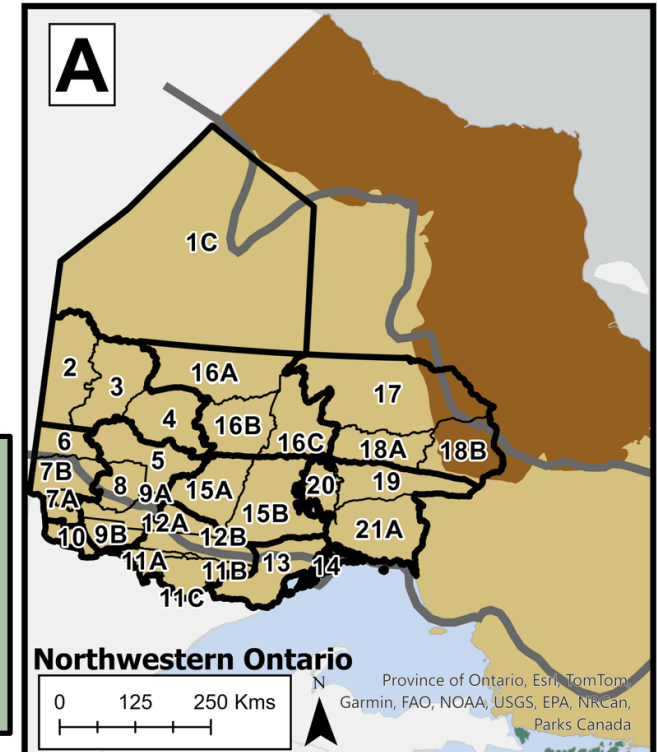 A
1C
2
3
16A
17
4
16B
16C
18A
18B
6
5
7B
8
9A
15A
20
19
7A
15B
21A
10
9B
12A
12B
11A
11B
13
14
11C
Northwestern Ontario
0 125 250 Kms
N
Province of Ontario, Esri, TomTom,
Garmin, FAO, NOAA, USGS, EPA, NRCan,
Parks Canada